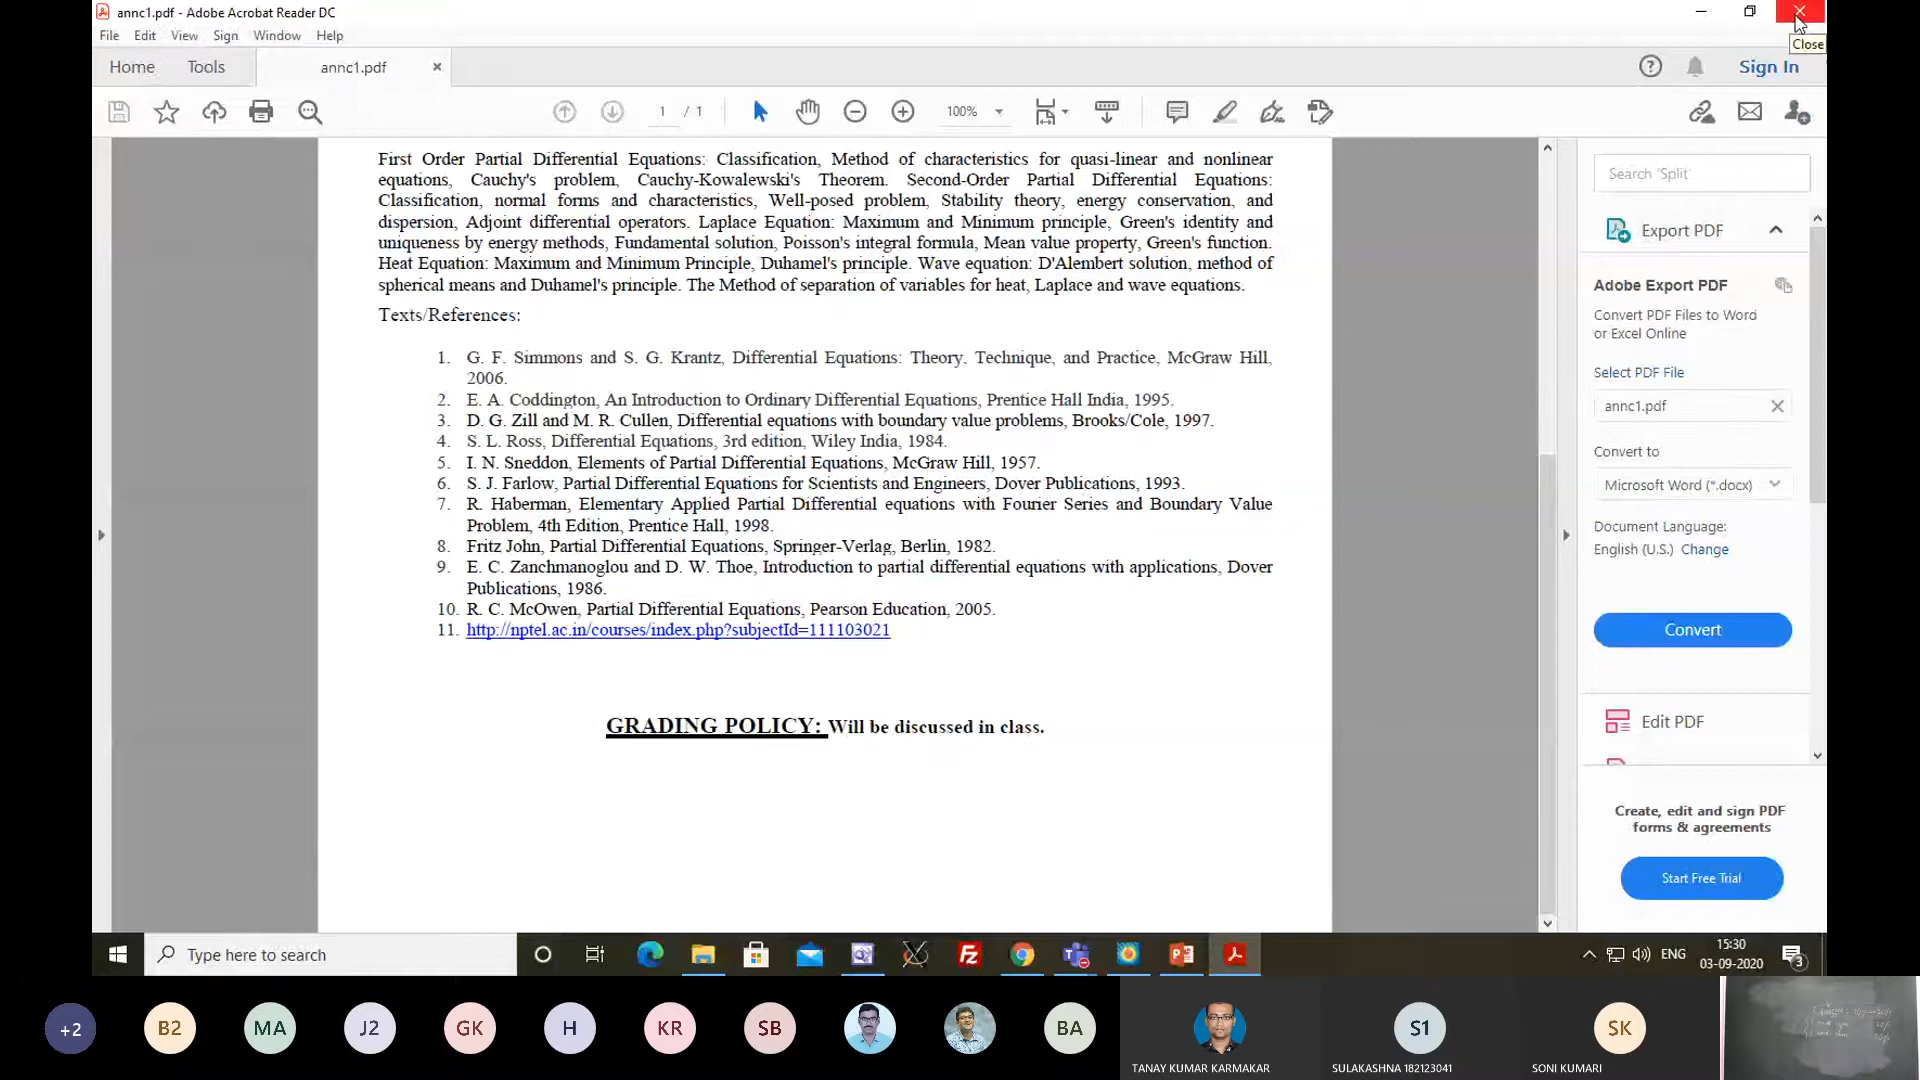 annc1.pdf - Adobe Acrobat Reader DC
File Edit View Sign Window Help
Close
Home Tools annc1.pdf
Sign In
1 / 1
100%
First Order Partial Differential Equations: Classification, Method of characteristics for quasi-linear and nonlinear
equations, Cauchy's problem, Cauchy-Kowalewski's Theorem. Second-Order Partial Differential Equations:
Classification, normal forms and characteristics, Well-posed problem, Stability theory, energy conservation, and
dispersion, Adjoint differential operators. Laplace Equation: Maximum and Minimum principle, Green's identity and
uniqueness by energy methods, Fundamental solution, Poisson's integral formula, Mean value property, Green's function.
Heat Equation: Maximum and Minimum Principle, Duhamel's principle. Wave equation: D'Alembert solution, method of
spherical means and Duhamel's principle. The Method of separation of variables for heat, Laplace and wave equations.
Texts/References:
1. G. F. Simmons and S. G. Krantz, Differential Equations: Theory, Technique, and Practice, McGraw Hill,
2006.
2. E. A. Coddington, An Introduction to Ordinary Differential Equations, Prentice Hall India, 1995.
3. D. G. Zill and M. R. Cullen, Differential equations with boundary value problems, Brooks/Cole, 1997.
4. S. L. Ross, Differential Equations, 3rd edition, Wiley India, 1984.
5. I. N. Sneddon, Elements of Partial Differential Equations, McGraw Hill, 1957.
6. S. J. Farlow, Partial Differential Equations for Scientists and Engineers, Dover Publications, 1993.
7. R. Haberman, Elementary Applied Partial Differential equations with Fourier Series and Boundary Value
Problem, 4th Edition, Prentice Hall, 1998.
8. Fritz John, Partial Differential Equations, Springer-Verlag, Berlin, 1982.
9. E. C. Zanchmanoglou and D. W. Thoe, Introduction to partial differential equations with applications, Dover
Publications, 1986.
10. R. C. McOwen, Partial Differential Equations, Pearson Education, 2005.
11. http://nptel.ac.in/courses/index.php?subjectId=111103021
GRADING POLICY: Will be discussed in class.
Search 'Split'
Export PDF
Adobe Export PDF
Convert PDF Files to Word
or Excel Online
Select PDF File
annc1.pdf
Convert to
Microsoft Word (*.docx)
Document Language:
English (U.S.) Change
Convert
Edit PDF
Create, edit and sign PDF
forms & agreements
Start Free Trial
Type here to search
ENG
15:30
03-09-2020
3
+2 B2 MA J2 GK H KR SB BA S1 SK
TANAY KUMAR KARMAKAR SULAKASHNA 182123041 SONI KUMARI